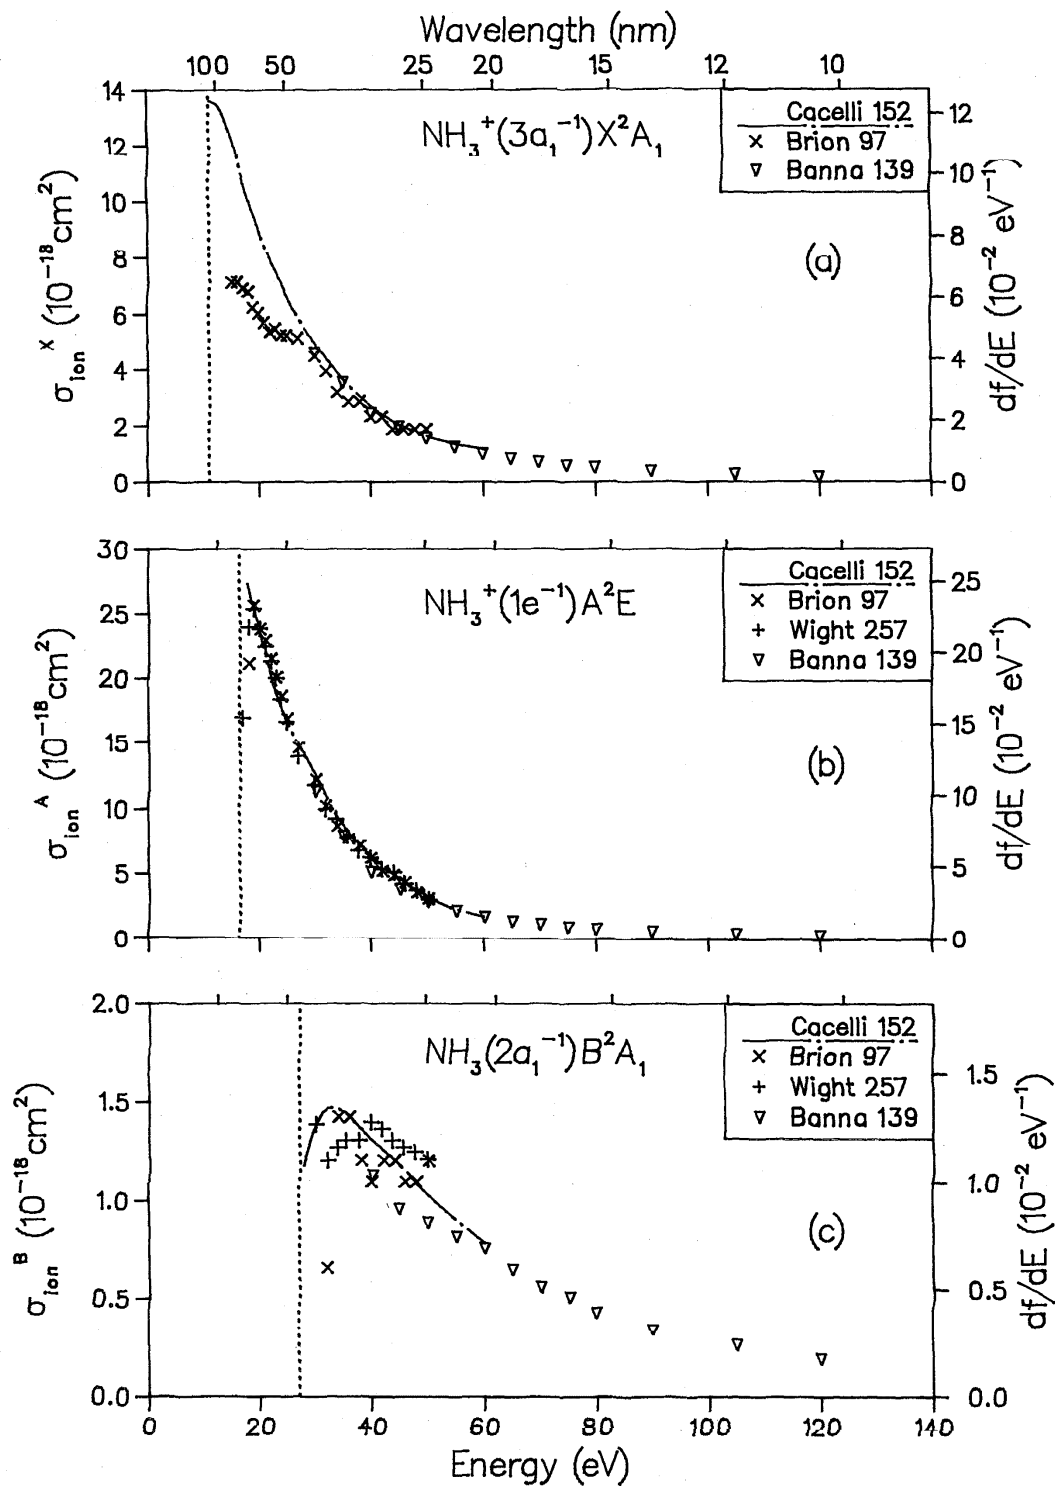 Wavelength (nm)
100 50 25 20 15 12 10
NH₃⁺(3a₁⁻¹)X²A₁
Cacelli 152
× Brion 97
▽ Banna 139
(a)
14
12
10
8
6
4
2
0
σᵢₒₙ ˣ (10⁻¹⁸cm²)
12
10
8
6
4
2
0
df/dE (10⁻² eV⁻¹)
NH₃⁺(1e⁻¹)A²E
Cacelli 152
× Brion 97
+ Wight 257
▽ Banna 139
(b)
30
25
20
15
10
5
0
σᵢₒₙ ᴬ (10⁻¹⁸cm²)
25
20
15
10
5
0
df/dE (10⁻² eV⁻¹)
NH₃(2a₁⁻¹)B²A₁
Cacelli 152
× Brion 97
+ Wight 257
▽ Banna 139
(c)
2.0
1.5
1.0
0.5
0.0
σᵢₒₙ ᴮ (10⁻¹⁸cm²)
1.5
1.0
0.5
0.0
df/dE (10⁻² eV⁻¹)
0 20 40 60 80 100 120 140
Energy (eV)